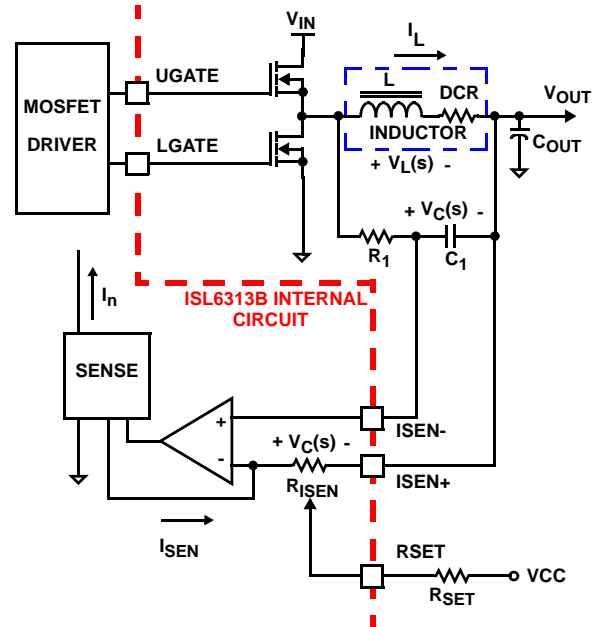 VIN
IL
UGATE
L
DCR
VOUT
MOSFET
DRIVER
INDUCTOR
COUT
LGATE
+ VL(s) -
+ VC(s) -
R1
C1
ISL6313B INTERNAL
CIRCUIT
In
SENSE
+
ISEN-
+ VC(s) -
-
RISEN
ISEN+
ISEN
RSET
VCC
RSET